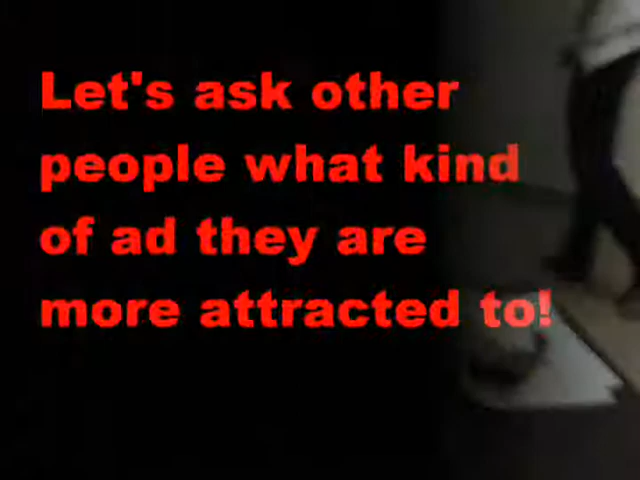 Let's ask other
people what kind
of ad they are
more attracted to!